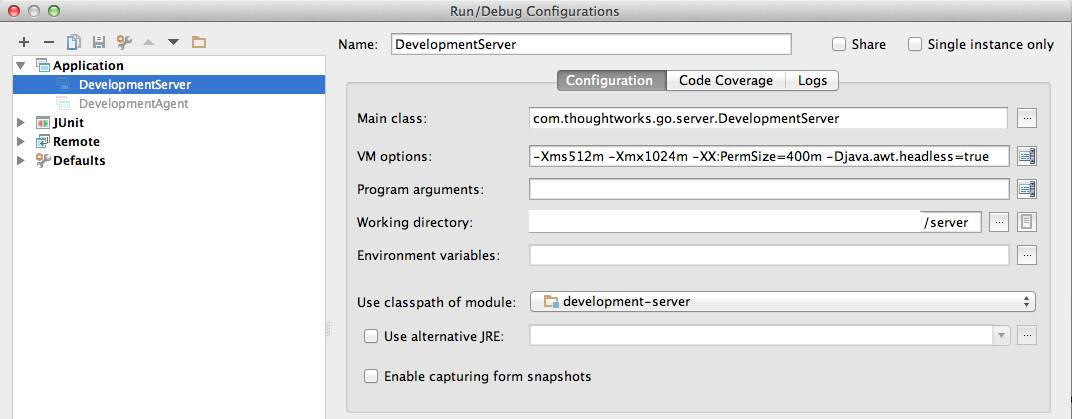 Run/Debug Configurations
Name: DevelopmentServer Share Single instance only
Application
DevelopmentServer
DevelopmentAgent
JUnit
Remote
Defaults
Configuration Code Coverage Logs
Main class: com.thoughtworks.go.server.DevelopmentServer ...
VM options: -Xms512m -Xmx1024m -XX:PermSize=400m -Djava.awt.headless=true
Program arguments:
Working directory: /server ...
Environment variables: ...
Use classpath of module: development-server
Use alternative JRE: ...
Enable capturing form snapshots